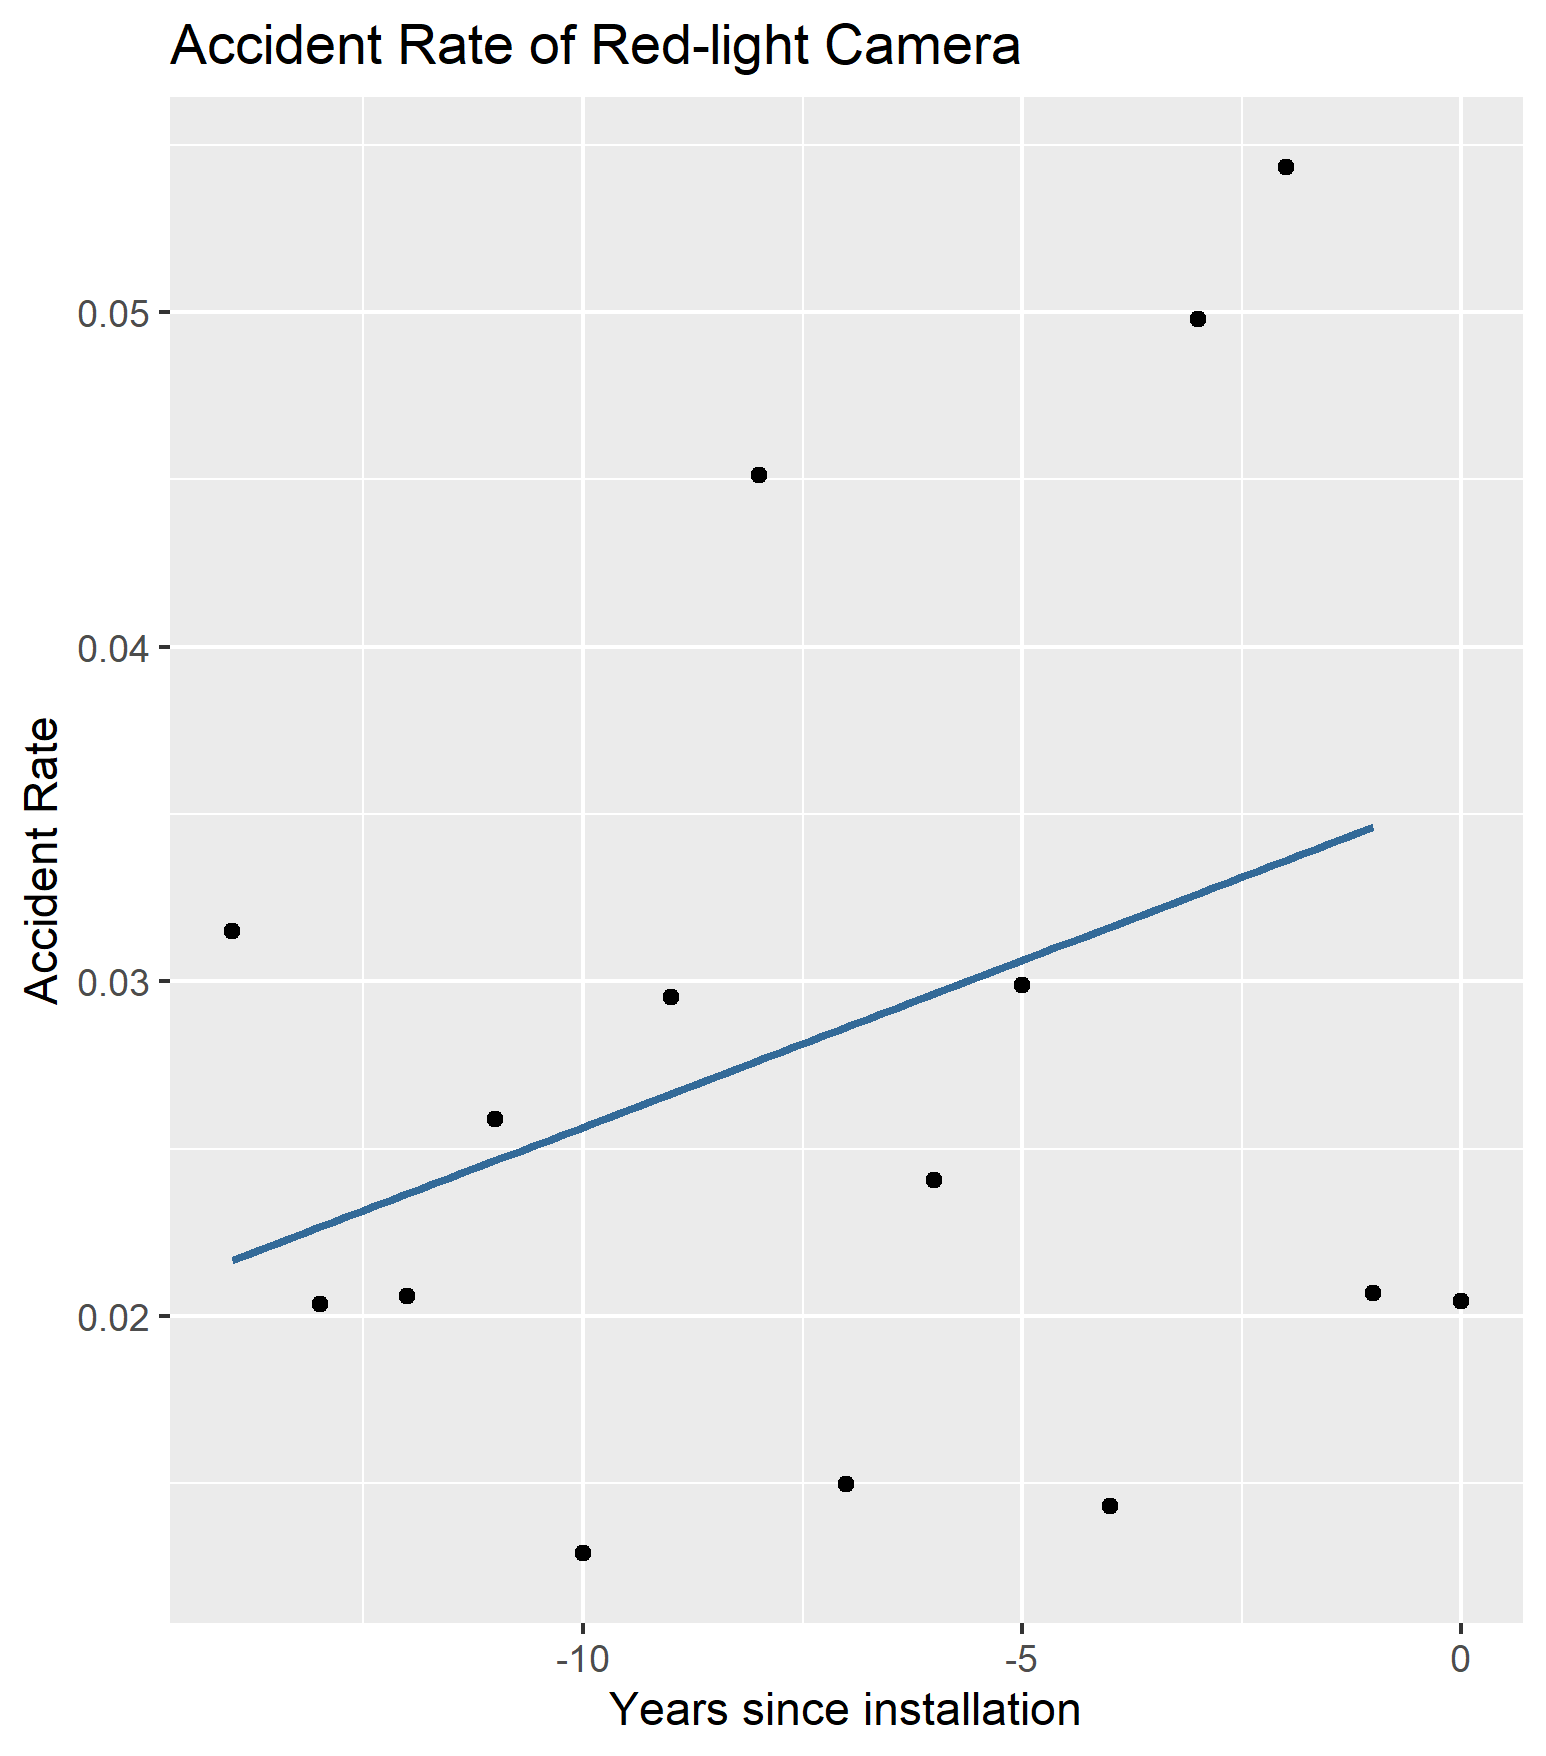 Accident Rate of Red-light Camera
Accident Rate
0.05
0.04
0.03
0.02
-10
-5
0
Years since installation